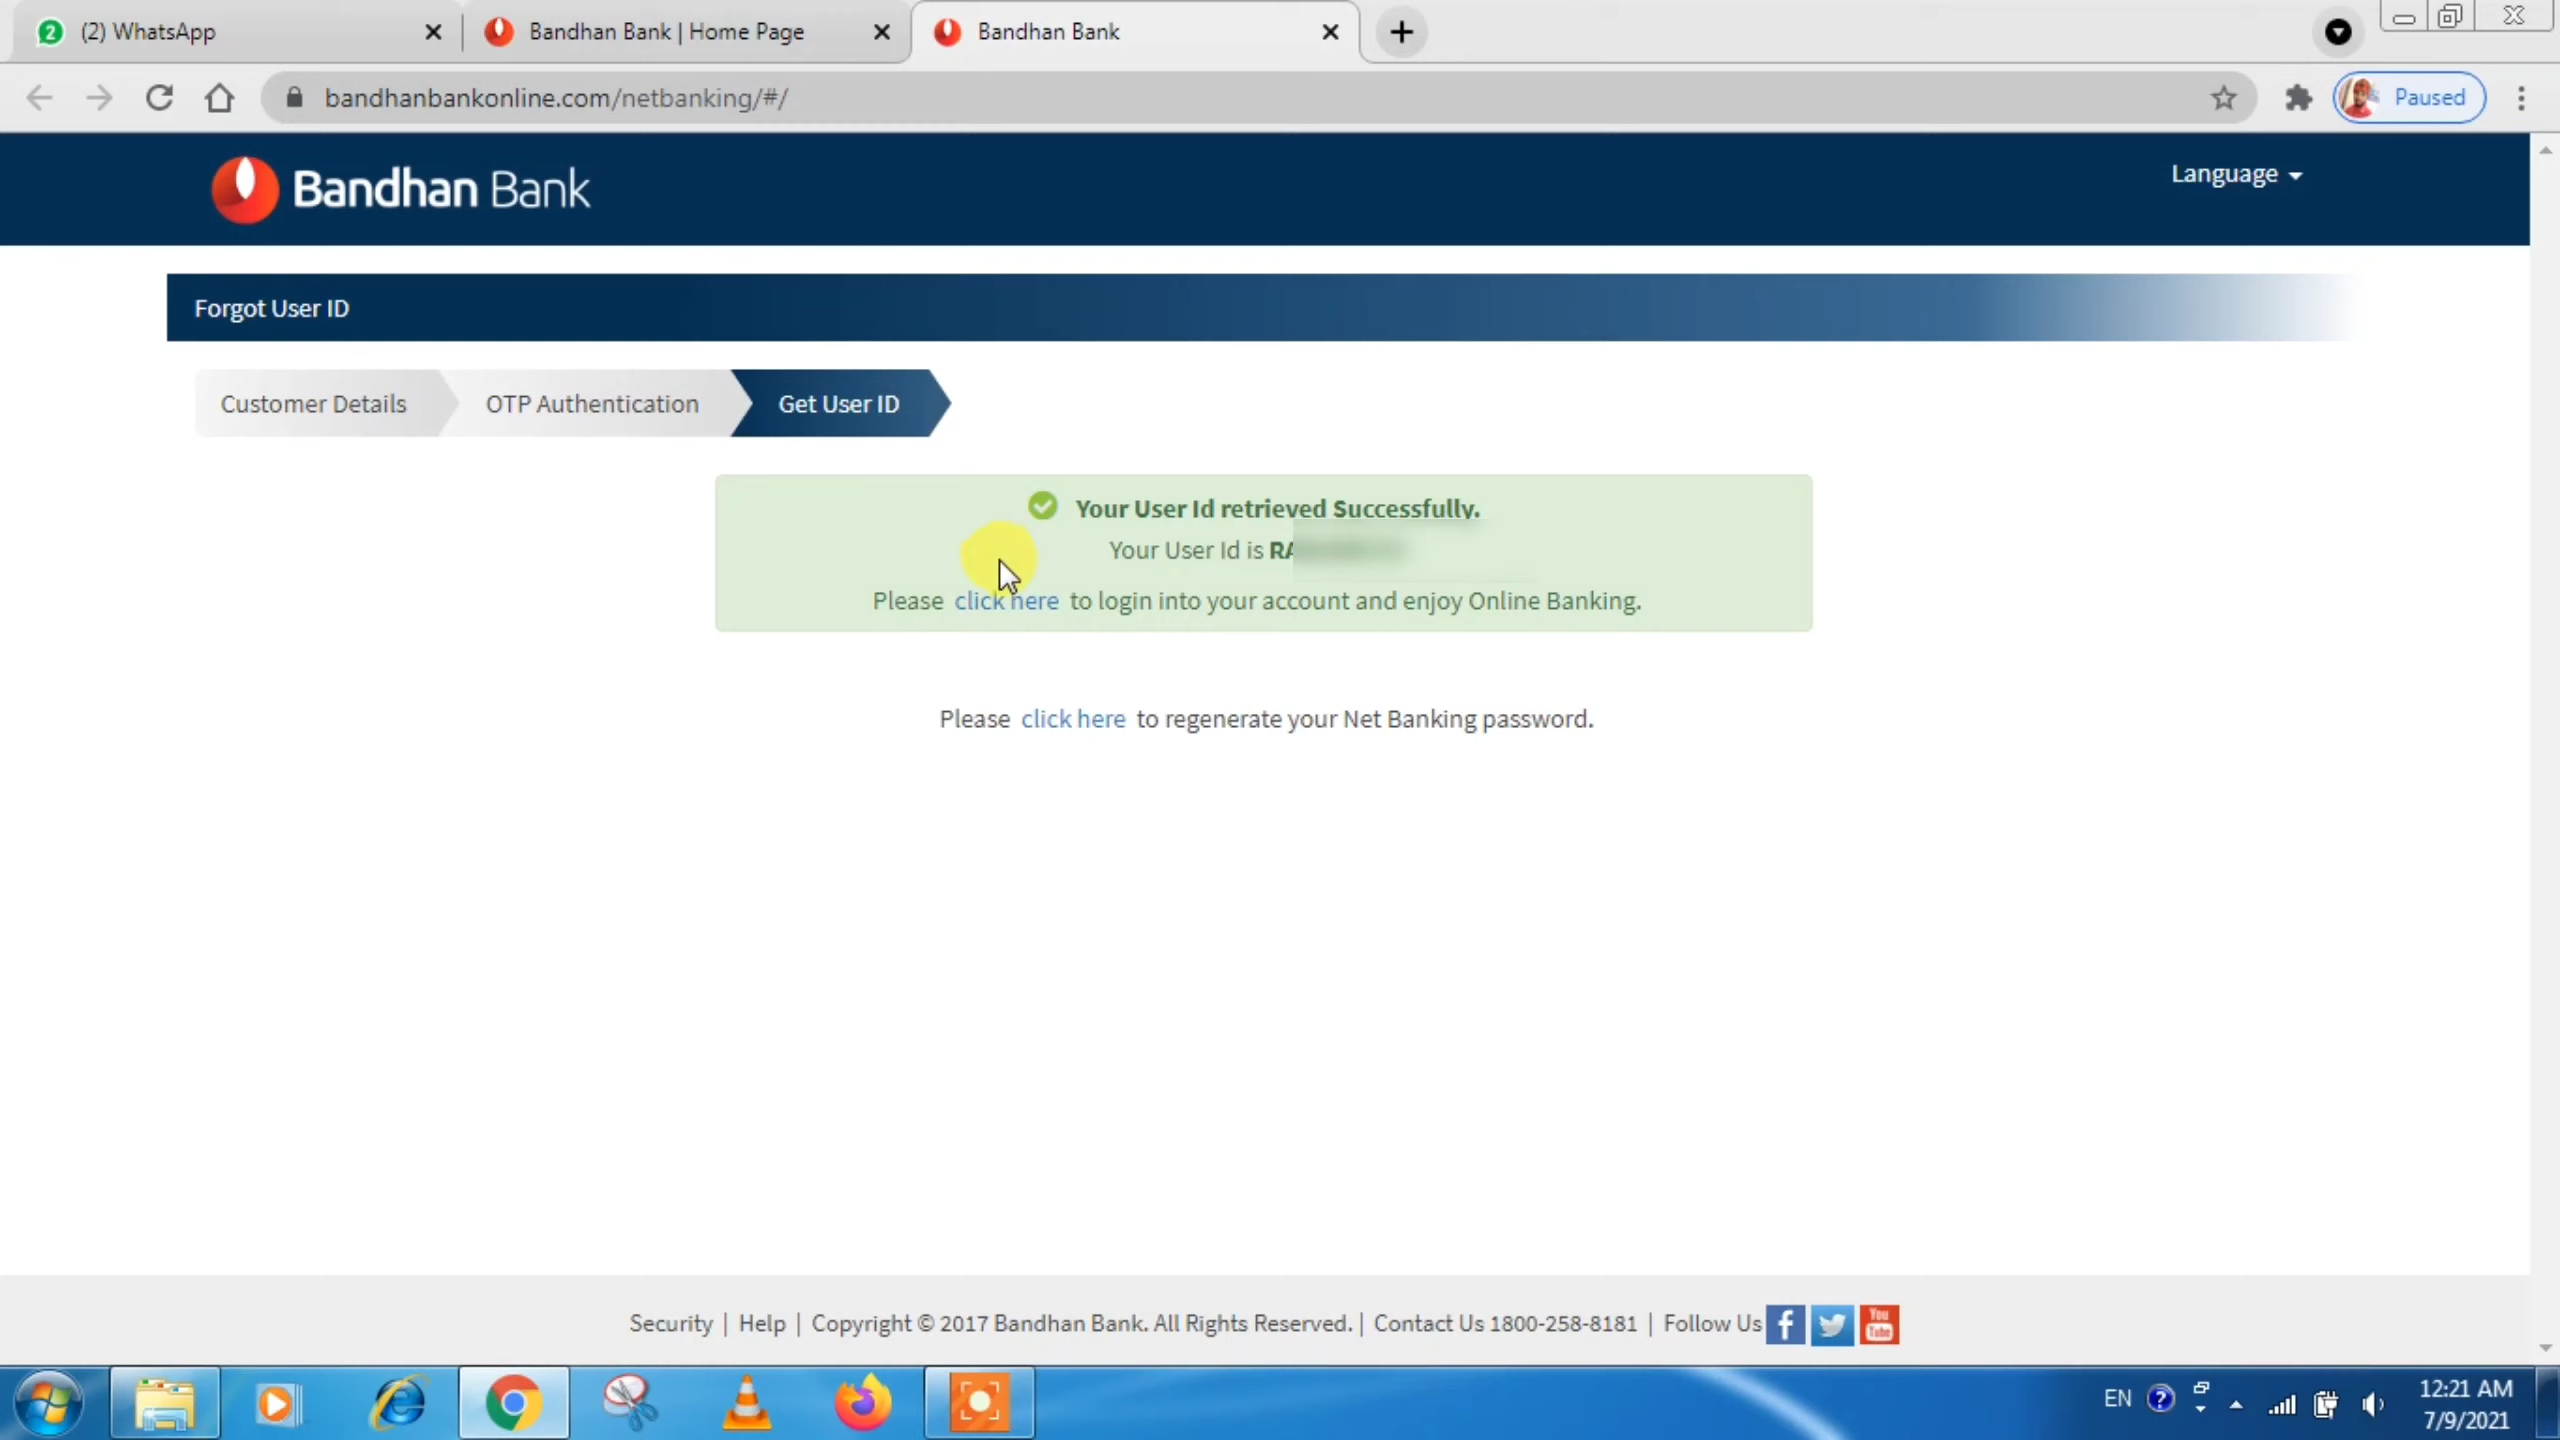 2 (2) WhatsApp
Bandhan Bank | Home Page
Bandhan Bank
bandhanbankonline.com/netbanking/#/
Paused
Bandhan Bank
Language
Forgot User ID
Customer Details
OTP Authentication
Get User ID
Your User Id retrieved Successfully.
Your User Id is
Please click here to login into your account and enjoy Online Banking.
Please click here to regenerate your Net Banking password.
Security | Help | Copyright © 2017 Bandhan Bank. All Rights Reserved. | Contact Us 1800-258-8181 | Follow Us f You Tube
EN ?
12:21 AM
7/9/2021